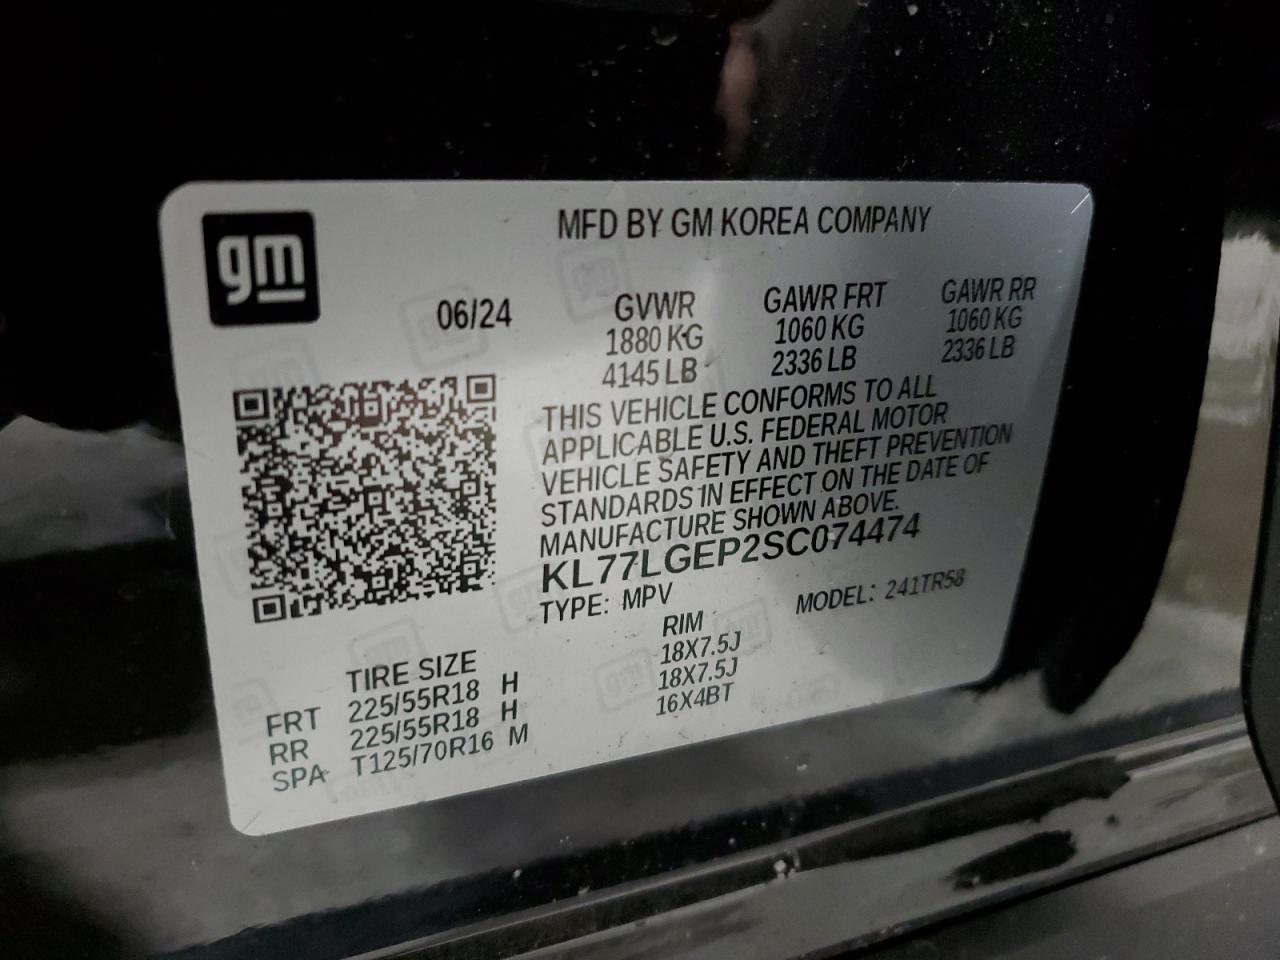 gm
MFD BY GM KOREA COMPANY
06/24
GVWR GAWR FRT GAWR RR
1880 KG 1060 KG 1060 KG
4145 LB 2336 LB 2336 LB
THIS VEHICLE CONFORMS TO ALL
APPLICABLE U.S. FEDERAL MOTOR
VEHICLE SAFETY AND THEFT PREVENTION
STANDARDS IN EFFECT ON THE DATE OF
MANUFACTURE SHOWN ABOVE.
KL77LGEP2SC074474
TYPE: MPV MODEL: 241TR58
TIRE SIZE RIM
FRT 225/55R18 H 18X7.5J
RR 225/55R18 H 18X7.5J
SPA T125/70R16 M 16X4BT